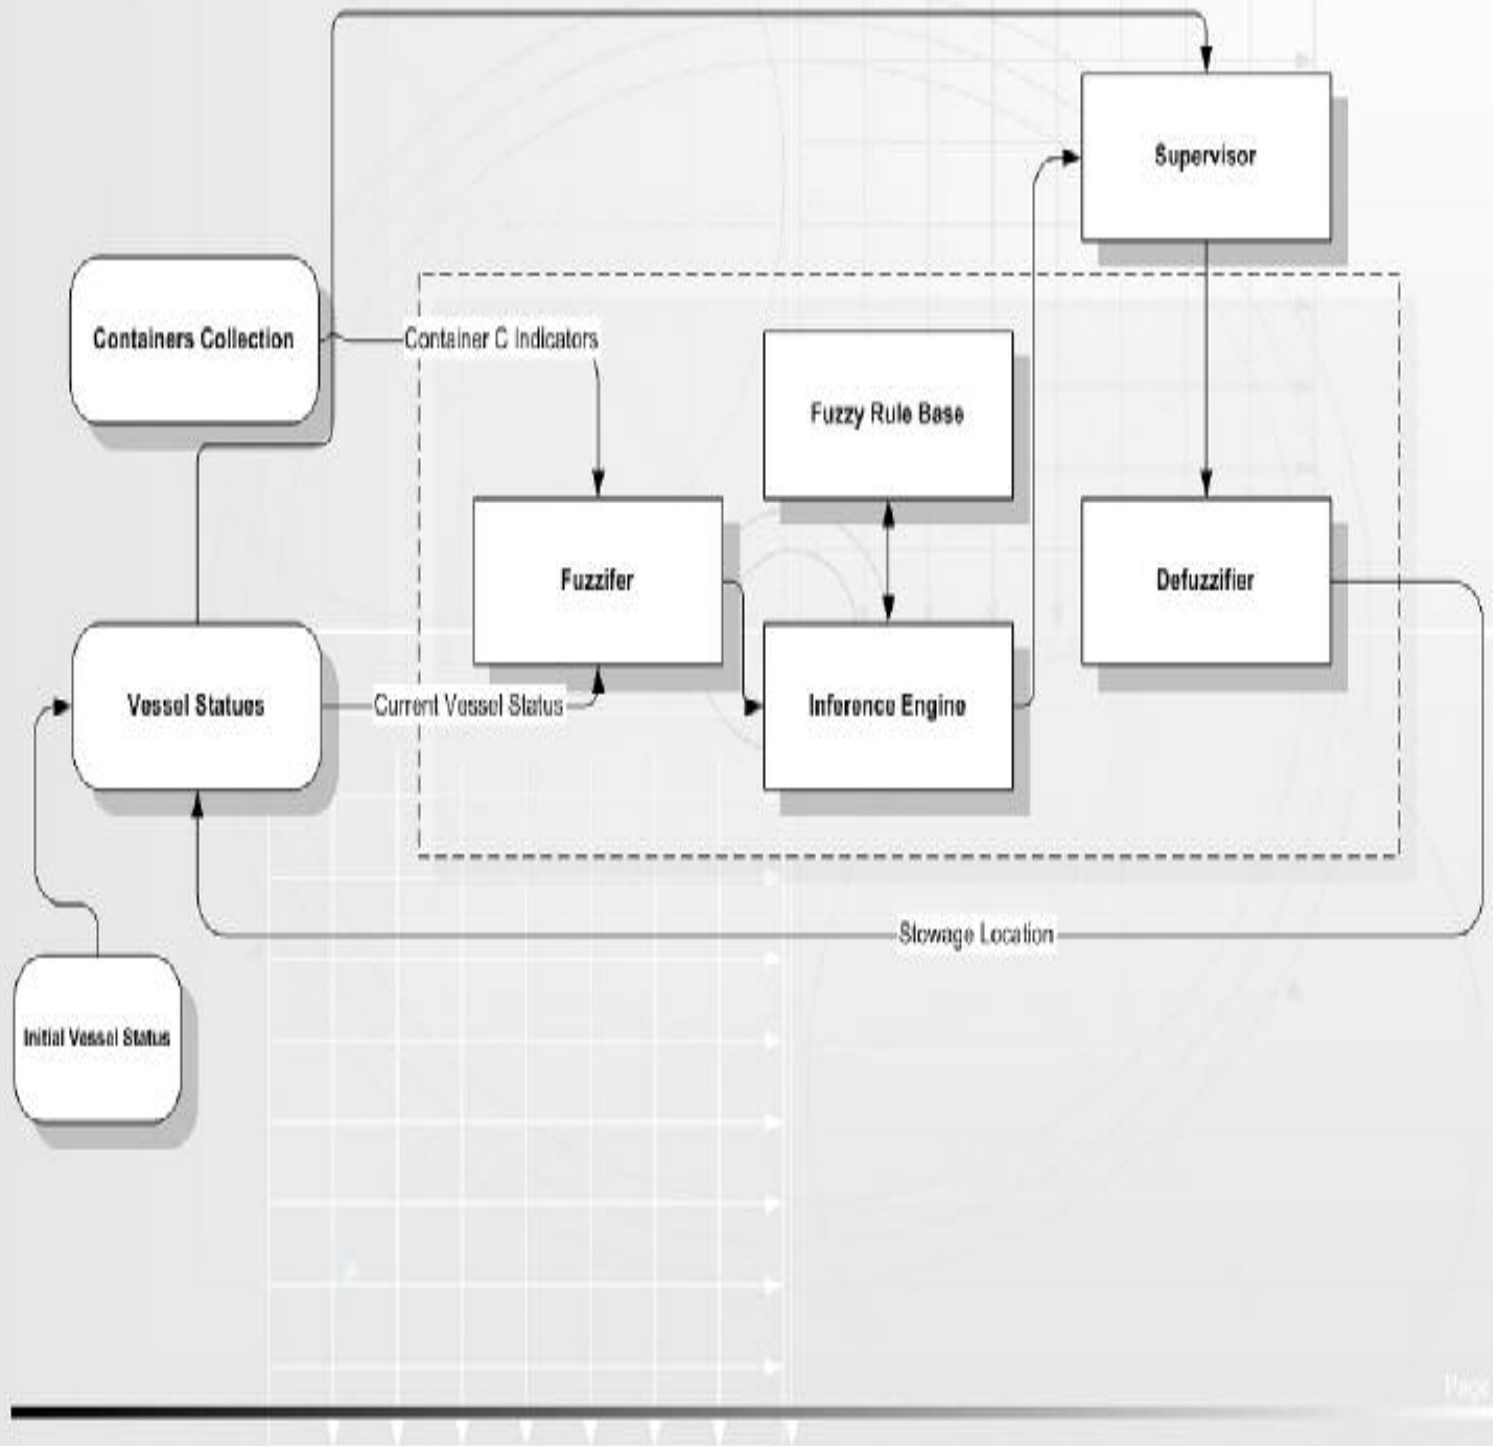 Supervisor
Containers Collection
Container C Indicators
Fuzzy Rule Base
Fuzzifer
Defuzzifier
Vessel Statues
Current Vessel Status
Inference Engine
Stowage Location
Initial Vessel Status
Page